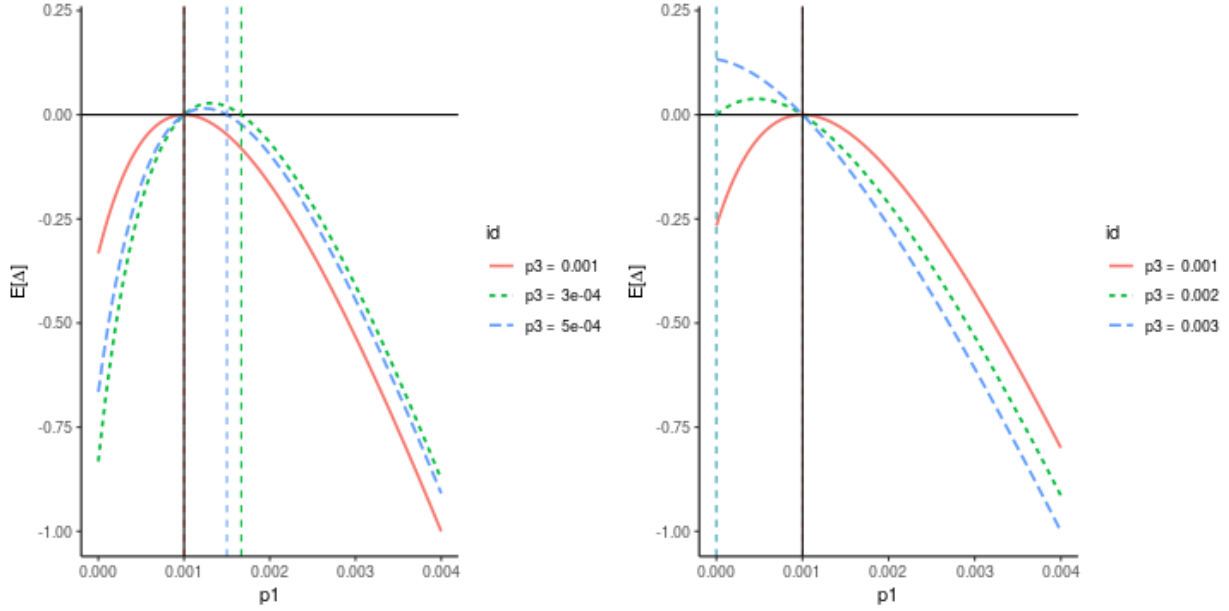 0.25
0.00
-0.25
-0.50
-0.75
-1.00
E[Δ]
0.000 0.001 0.002 0.003 0.004
p1
id
p3 = 0.001
p3 = 3e-04
p3 = 5e-04
0.25
0.00
-0.25
-0.50
-0.75
-1.00
E[Δ]
0.000 0.001 0.002 0.003 0.004
p1
id
p3 = 0.001
p3 = 0.002
p3 = 0.003